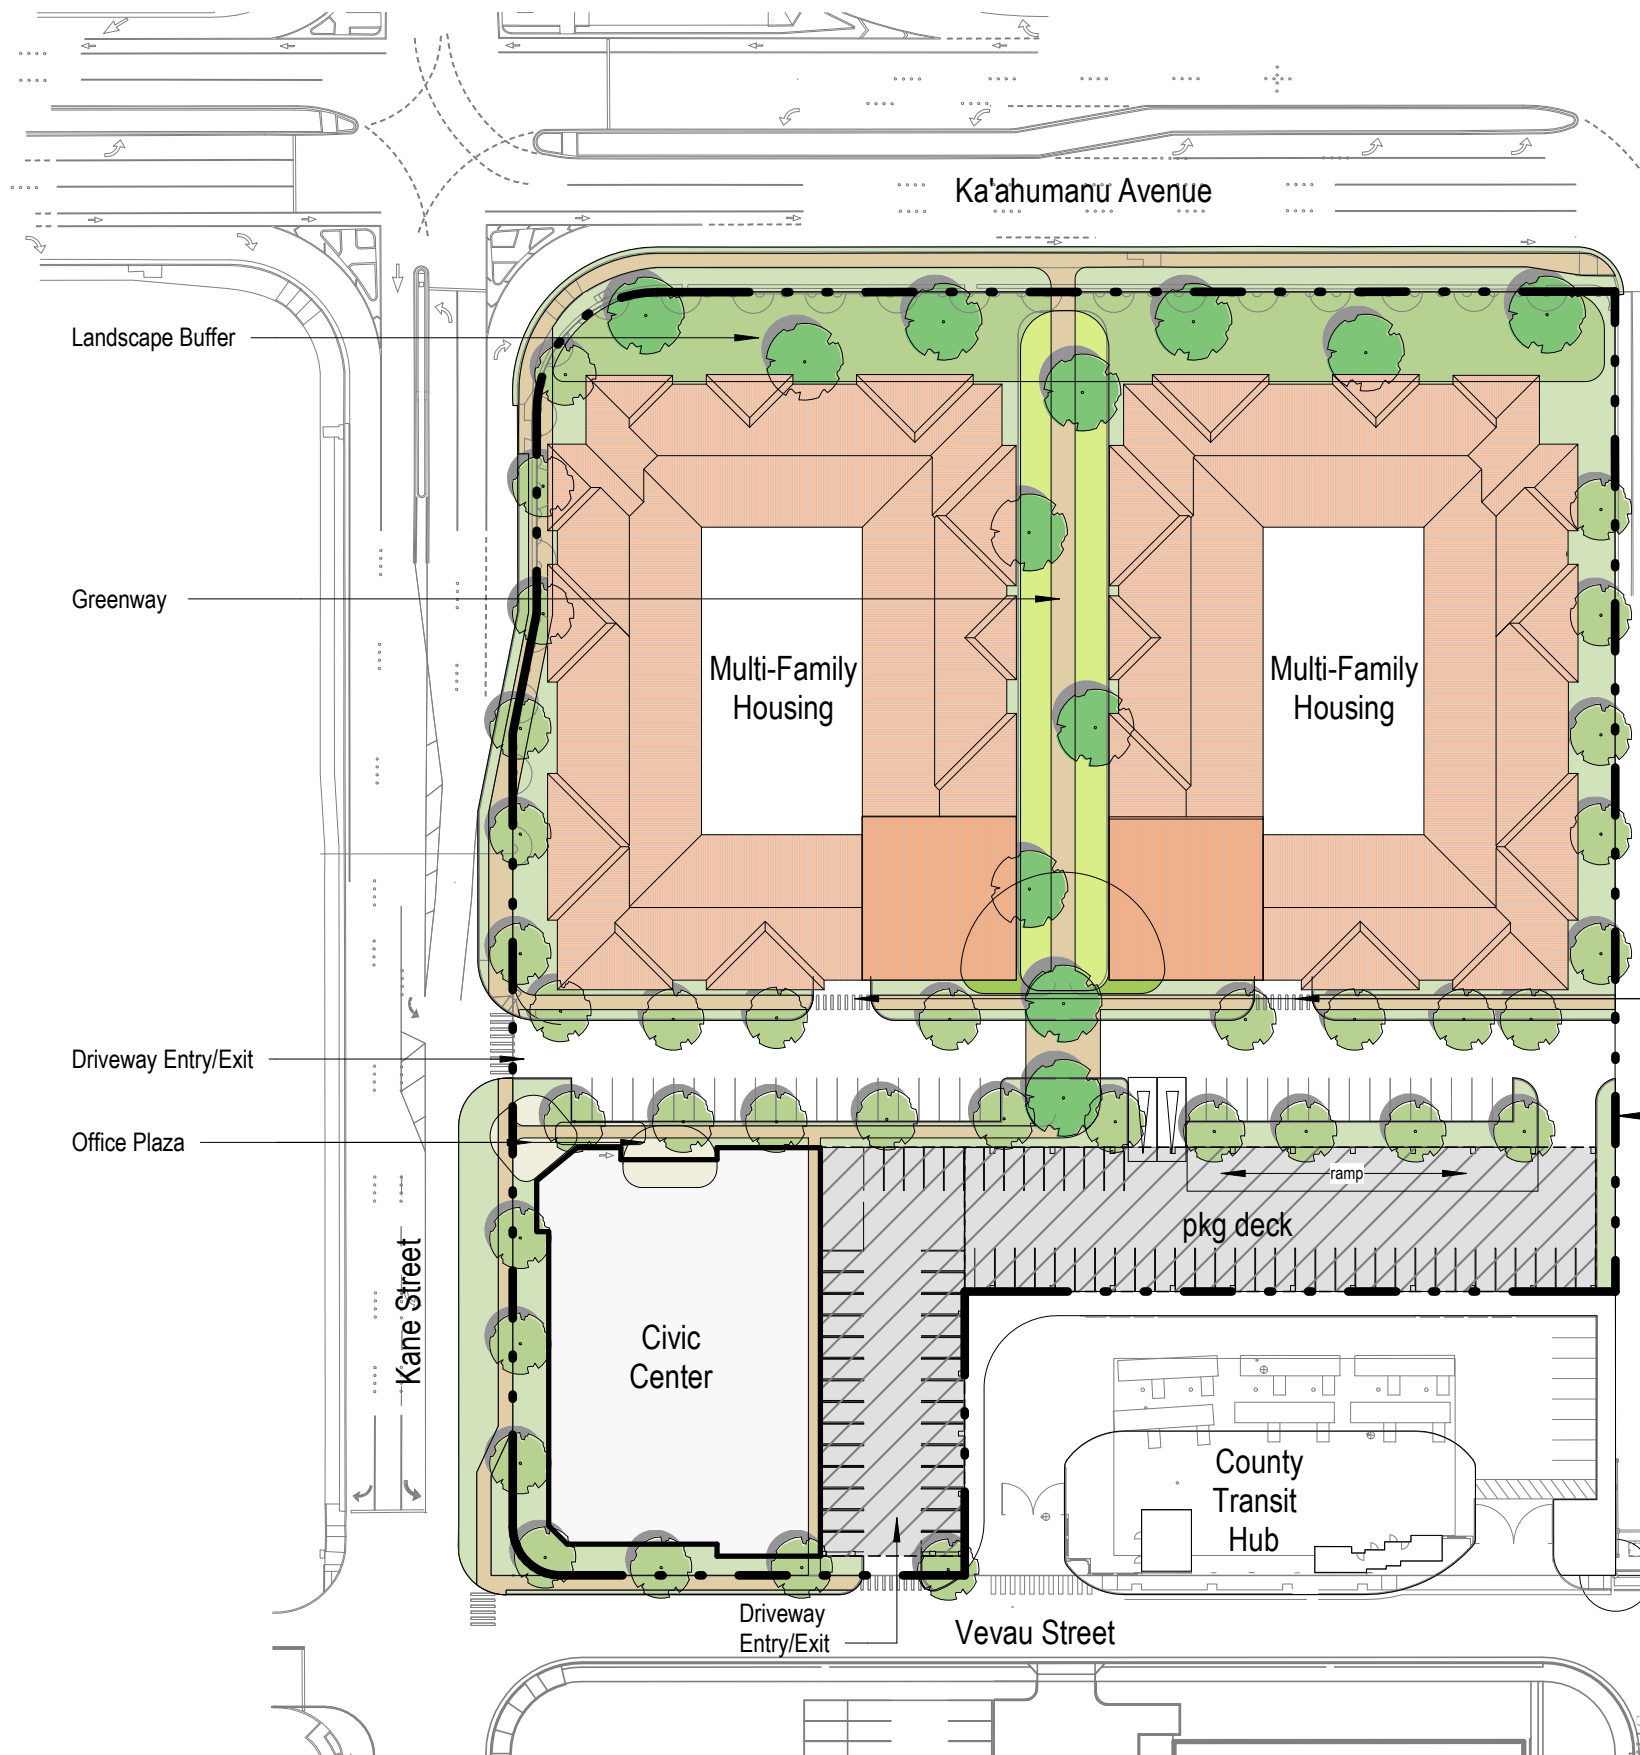 Ka'ahumanu Avenue
Landscape Buffer
Greenway
Multi-Family
Housing
Multi-Family
Housing
Driveway Entry/Exit
Office Plaza
ramp
pkg deck
Kane Street
Civic
Center
County
Transit
Hub
Driveway
Entry/Exit
Vevau Street